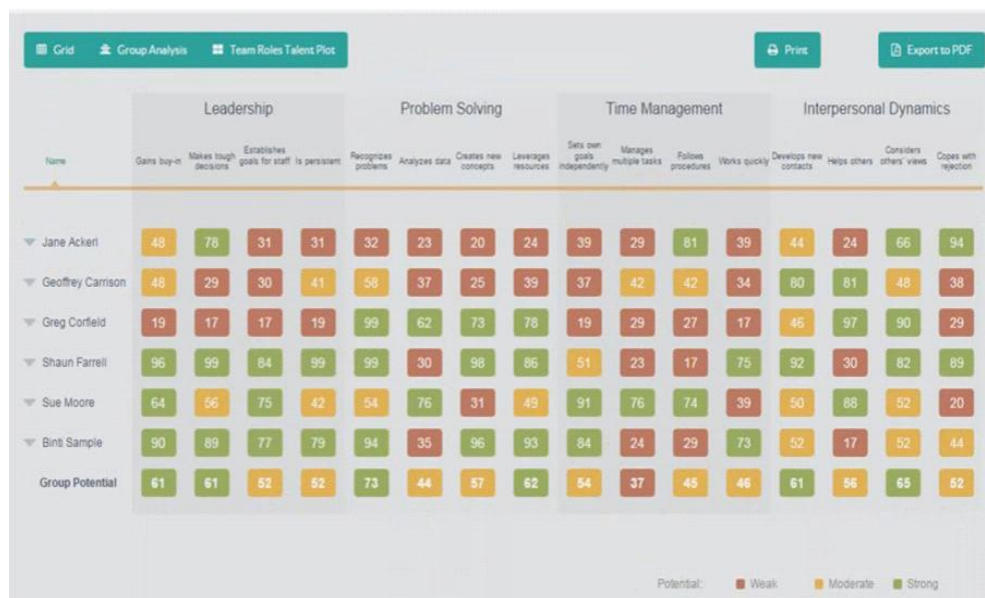 Grid Group Analysis Team Roles Talent Plot Print Export to PDF
Leadership Problem Solving Time Management Interpersonal Dynamics
Name Gains buy-in Makes tough decisions Establishes goals for staff Is persistent Recognizes problems Analyzes data Creates new concepts Leverages resources Sets own goals independently Manages multiple tasks Follows procedures Works quickly Develops new contacts Helps others Considers others' views Copes with rejection
Jane Ackerl 48 78 31 31 32 23 20 24 39 29 81 39 44 24 66 94
Geoffrey Carrison 48 29 30 41 58 37 25 39 37 42 42 34 80 81 48 38
Greg Corfield 19 17 17 19 99 62 73 78 19 29 27 17 46 97 90 29
Shaun Farrell 96 99 84 99 99 30 98 86 51 23 17 75 92 30 82 89
Sue Moore 64 56 75 42 54 76 31 49 91 76 74 39 50 88 52 20
Binti Sample 90 89 77 79 94 35 96 93 84 24 29 73 52 17 52 44
Group Potential 61 61 52 52 73 44 57 62 54 37 45 46 61 56 65 52
Potential: Weak Moderate Strong